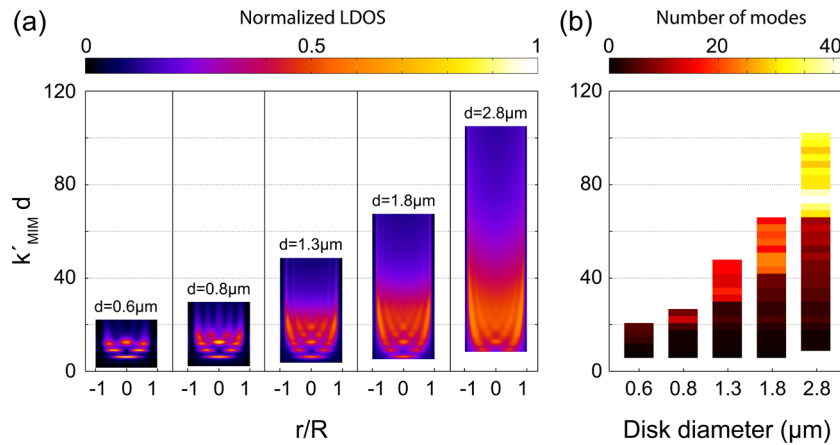 (a) Normalized LDOS
0 0.5 1
(b) Number of modes
0 20 40
k´MIM d
120
80
40
0
d=0.6µm
d=0.8µm
d=1.3µm
d=1.8µm
d=2.8µm
-1 0 1 -1 0 1 -1 0 1 -1 0 1 -1 0 1
r/R
120
80
40
0
0.6 0.8 1.3 1.8 2.8
Disk diameter (µm)